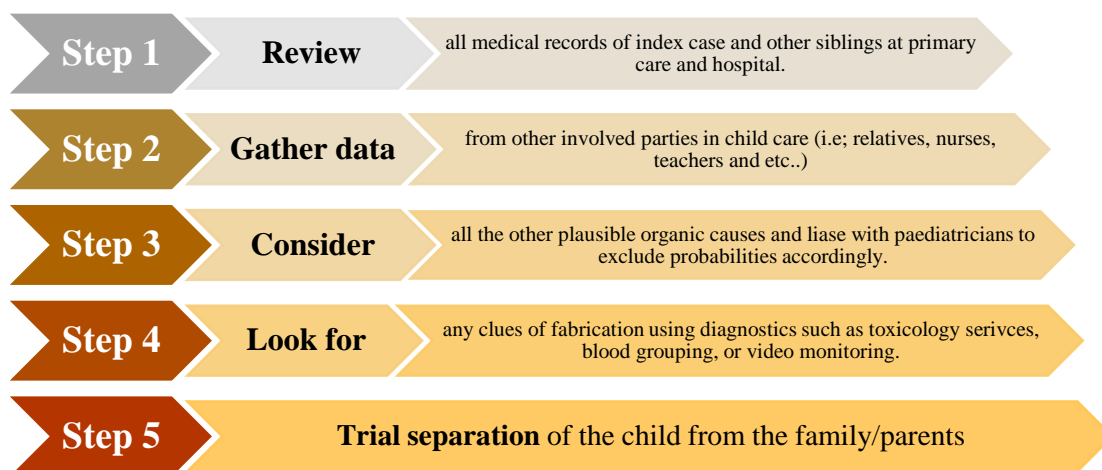 Step 1
Review
all medical records of index case and other siblings at primary
care and hospital.
Step 2
Gather data
from other involved parties in child care (i.e; relatives, nurses,
teachers and etc..)
Step 3
Consider
all the other plausible organic causes and liase with paediatricians to
exclude probabilities accordingly.
Step 4
Look for
any clues of fabrication using diagnostics such as toxicology serivces,
blood grouping, or video monitoring.
Step 5
Trial separation of the child from the family/parents